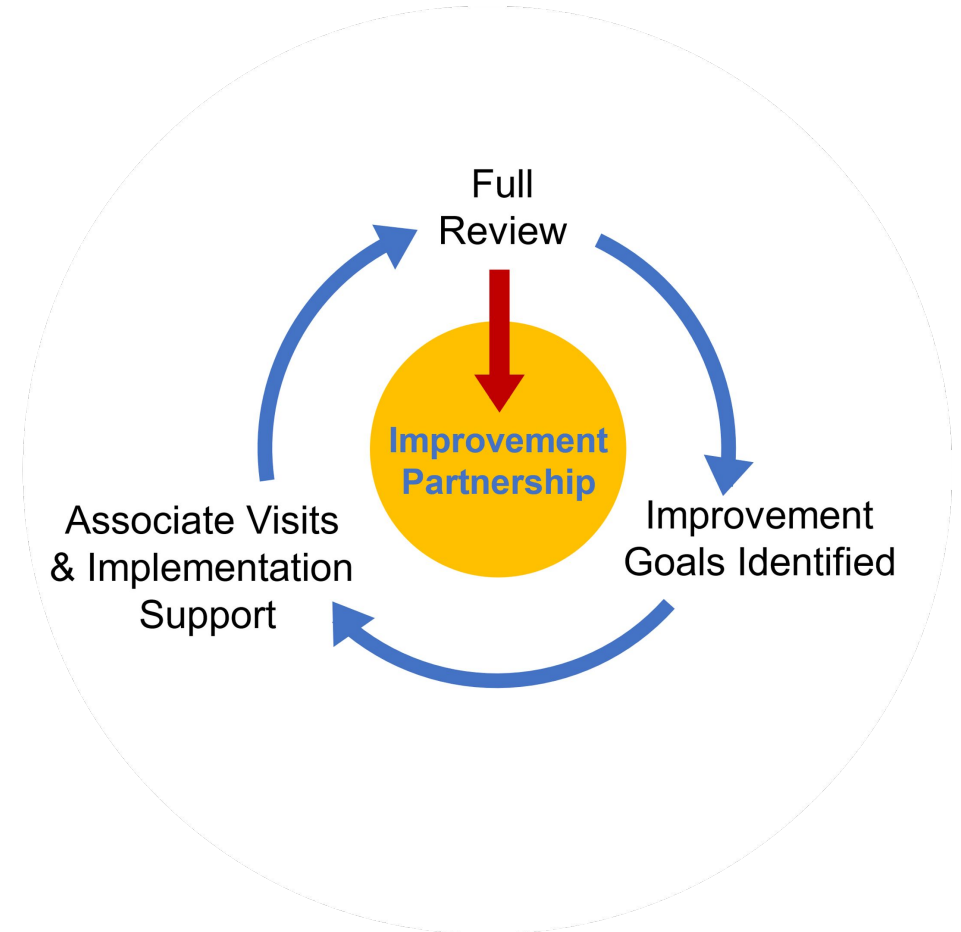 Full
Review
Improvement
Partnership
Improvement
Goals Identified
Associate Visits
& Implementation
Support